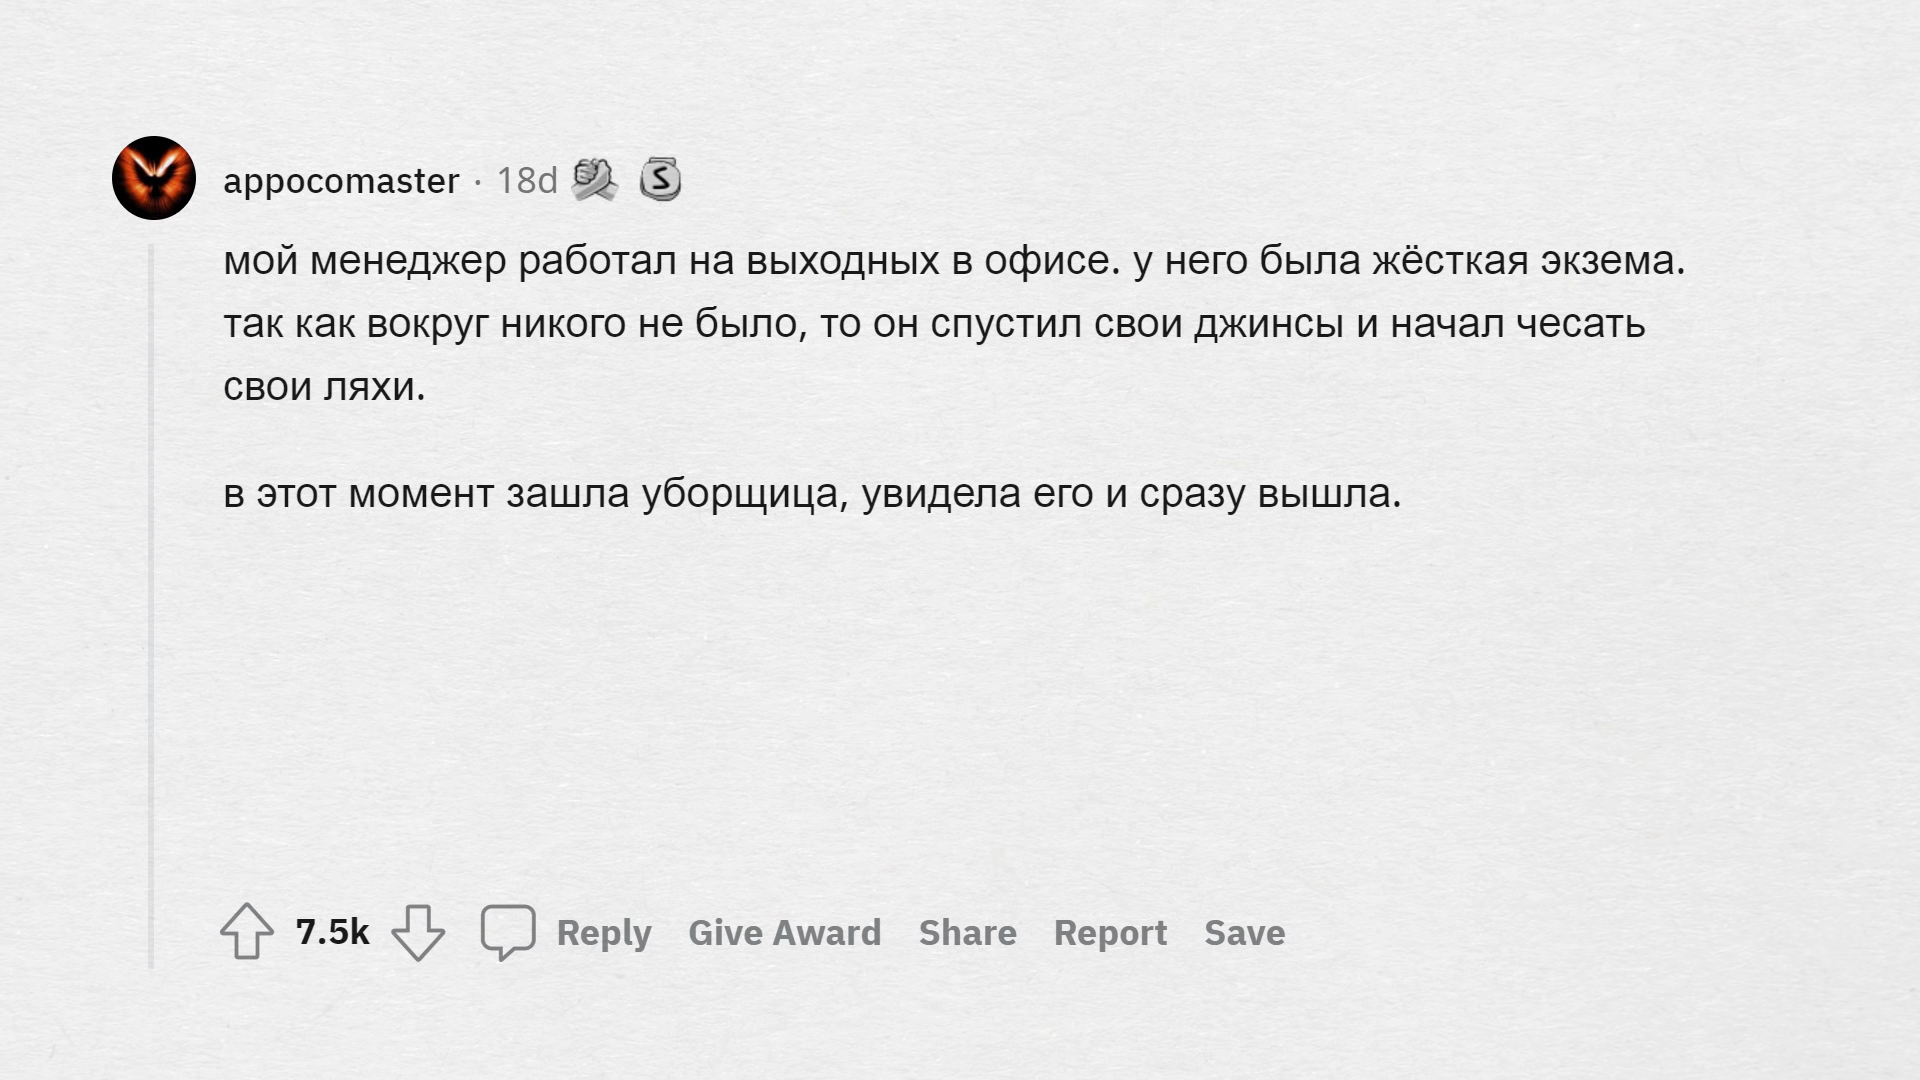 appocomaster · 18d
мой менеджер работал на выходных в офисе. у него была жёсткая экзема.
так как вокруг никого не было, то он спустил свои джинсы и начал чесать
свои ляхи.
в этот момент зашла уборщица, увидела его и сразу вышла.
7.5k Reply Give Award Share Report Save